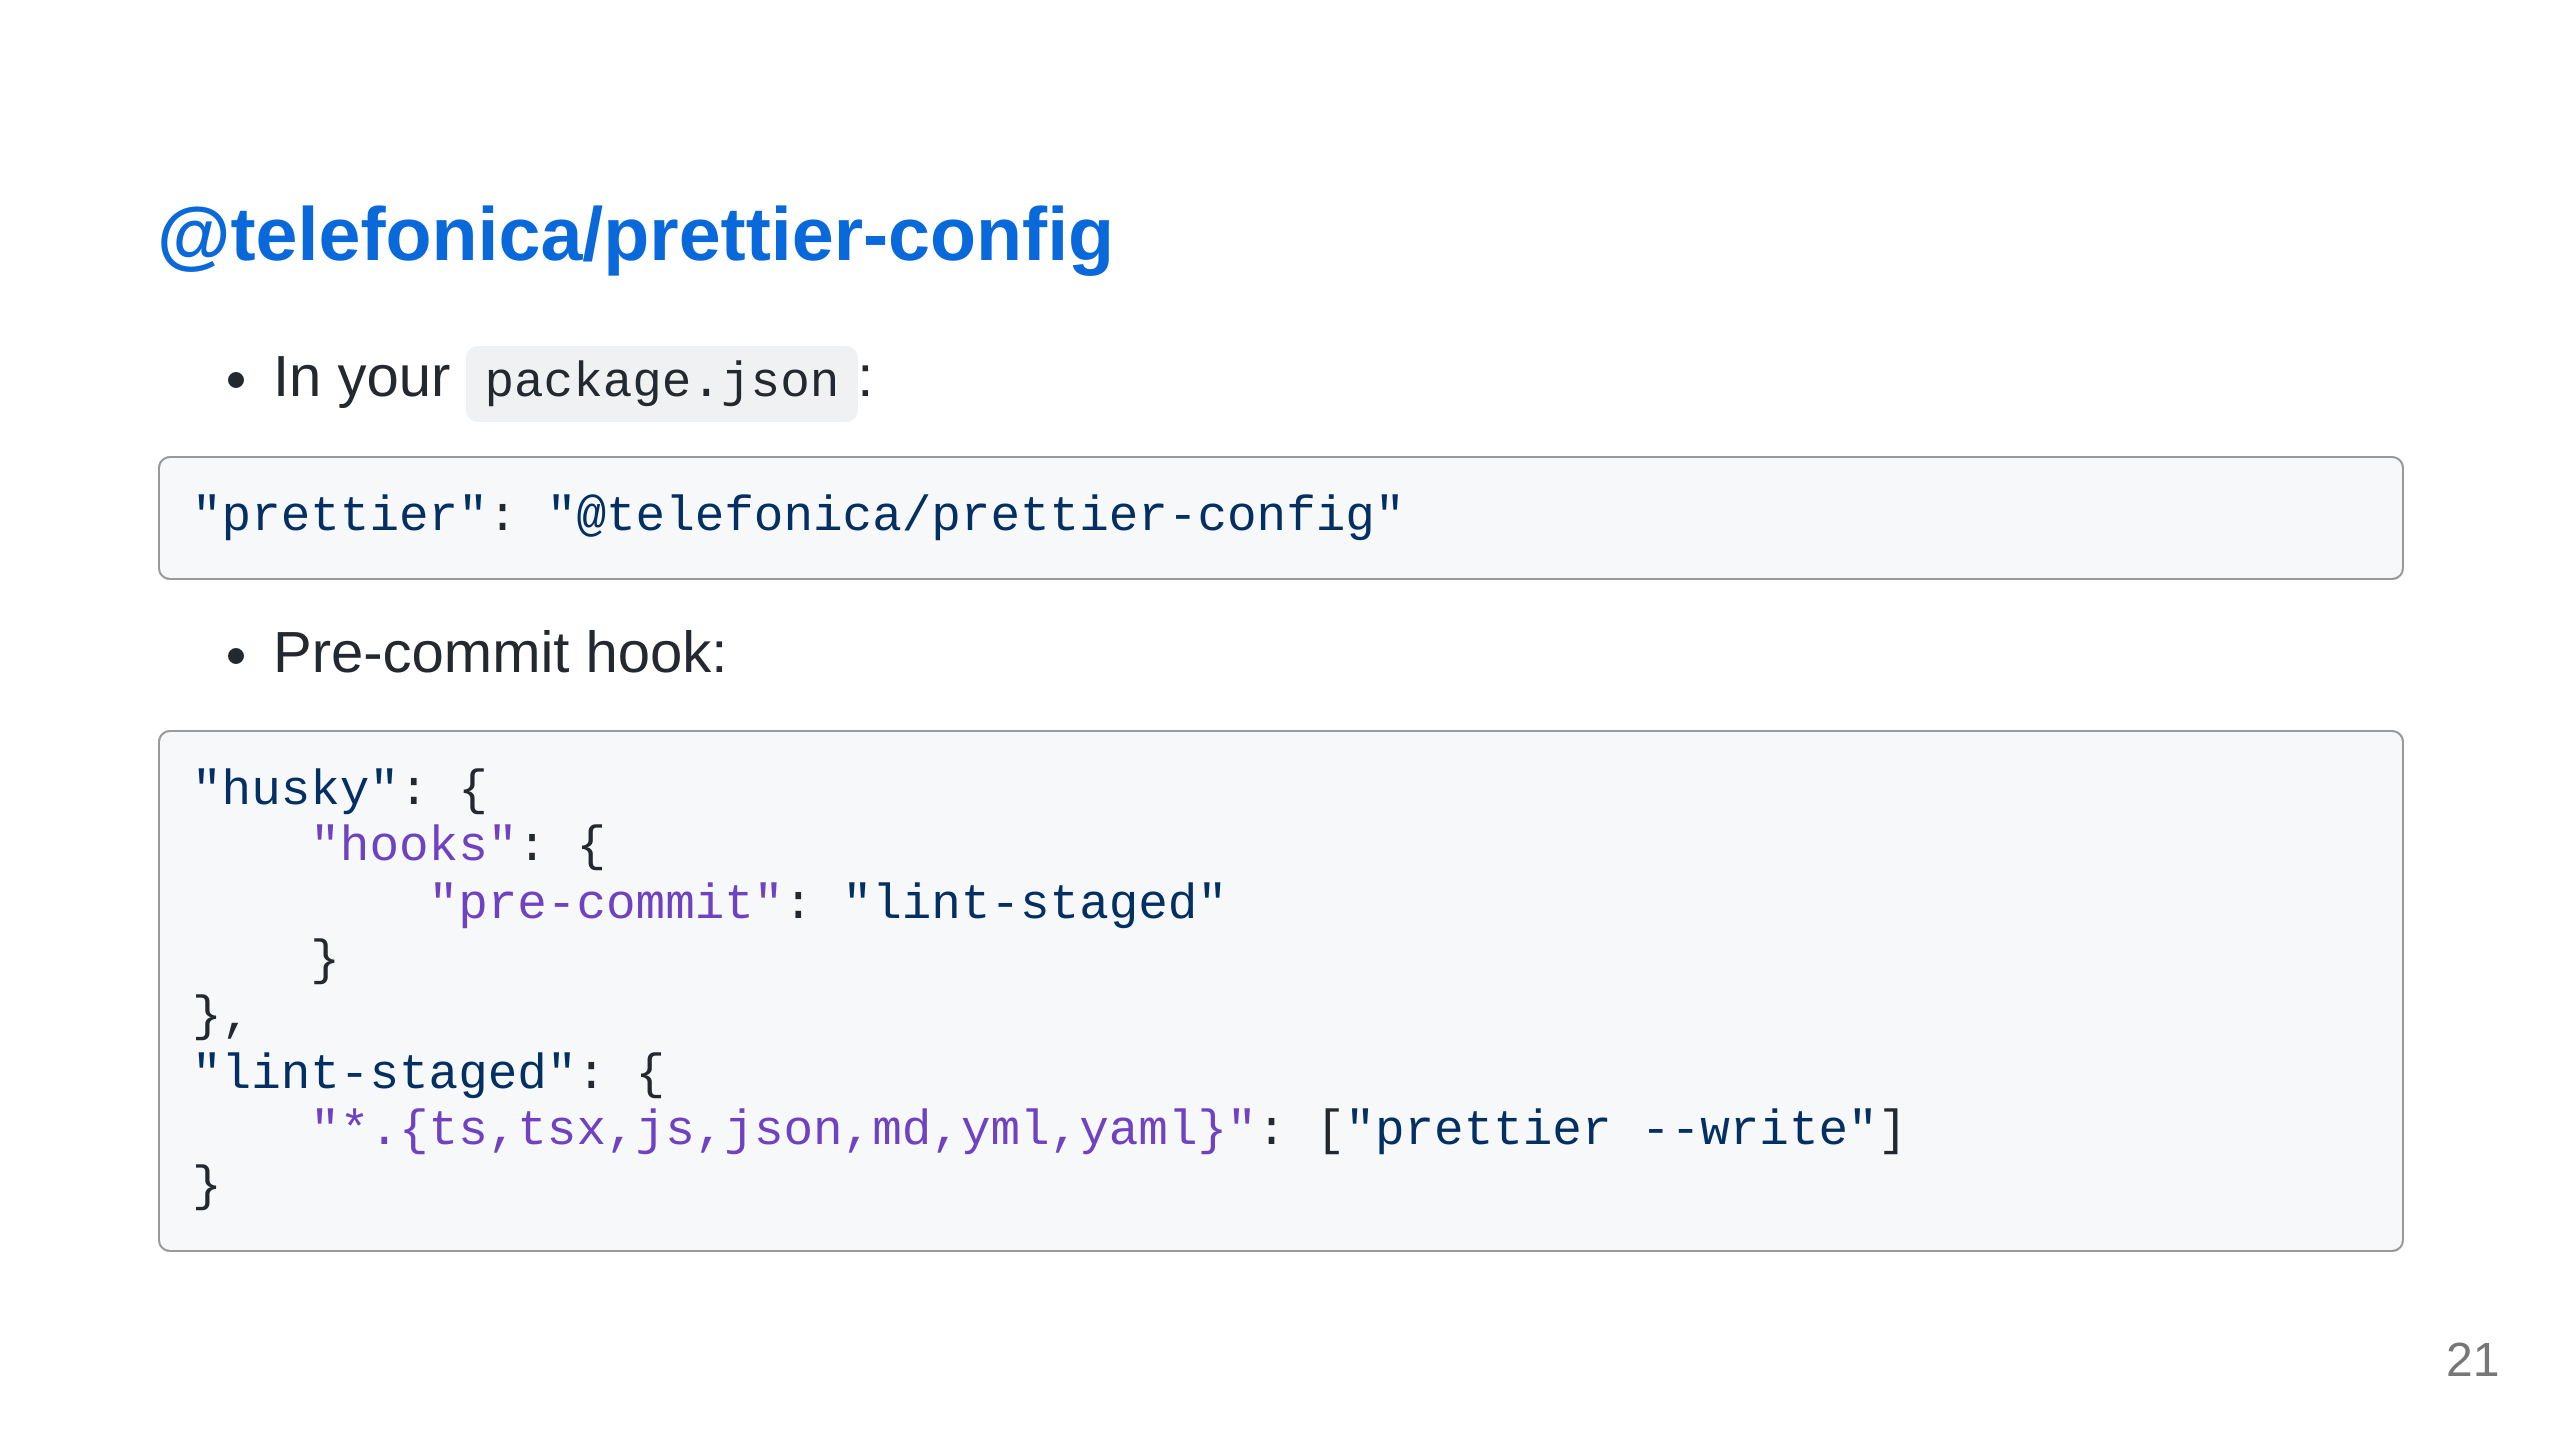 @telefonica/prettier-config
• In your package.json:
"prettier": "@telefonica/prettier-config"
• Pre-commit hook:
"husky": {
    "hooks": {
        "pre-commit": "lint-staged"
    }
},
"lint-staged": {
    "*.{ts,tsx,js,json,md,yml,yaml}": ["prettier --write"]
}
21